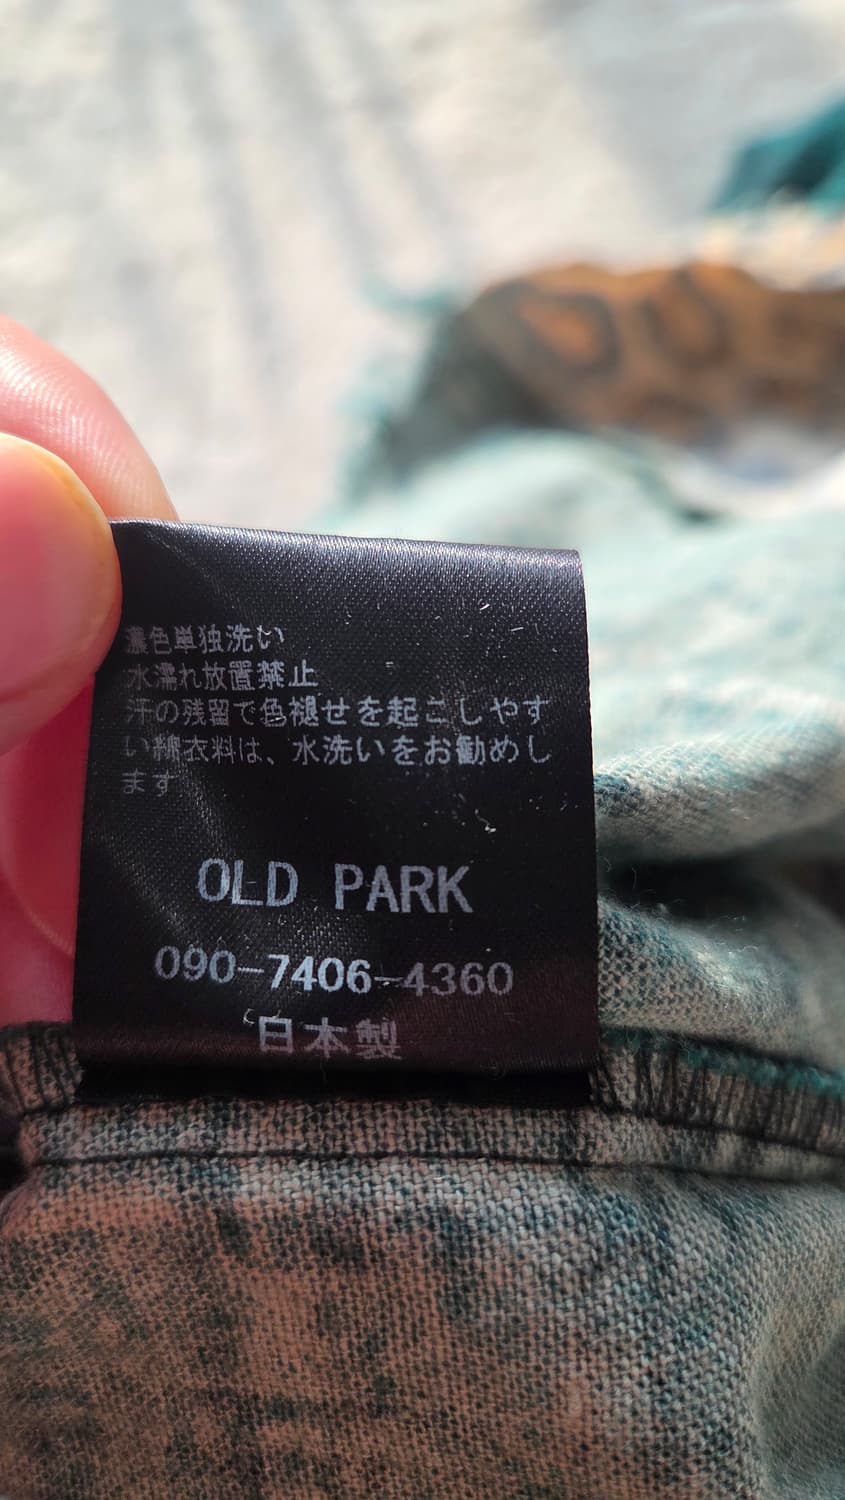 濃色単独洗い
水濡れ放置禁止
汗の残留で色褪せを起こしやす
い綿衣料は、水洗いをお勧めし
ます
OLD PARK
090-7406-4360
日本製